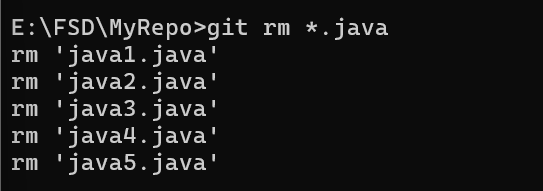 E:\FSD\MyRepo>git rm *.java
rm 'java1.java'
rm 'java2.java'
rm 'java3.java'
rm 'java4.java'
rm 'java5.java'